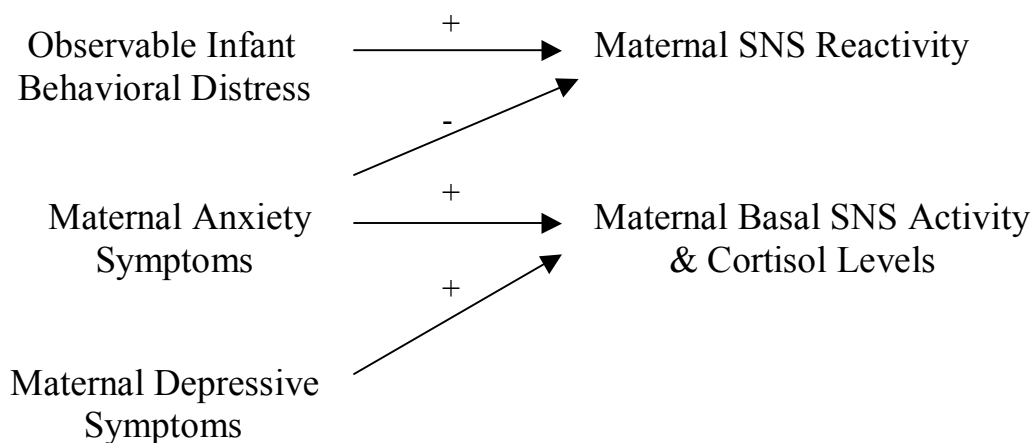 Observable Infant
Behavioral Distress
+
Maternal SNS Reactivity
-
Maternal Anxiety
Symptoms
+
Maternal Basal SNS Activity
& Cortisol Levels
+
Maternal Depressive
Symptoms